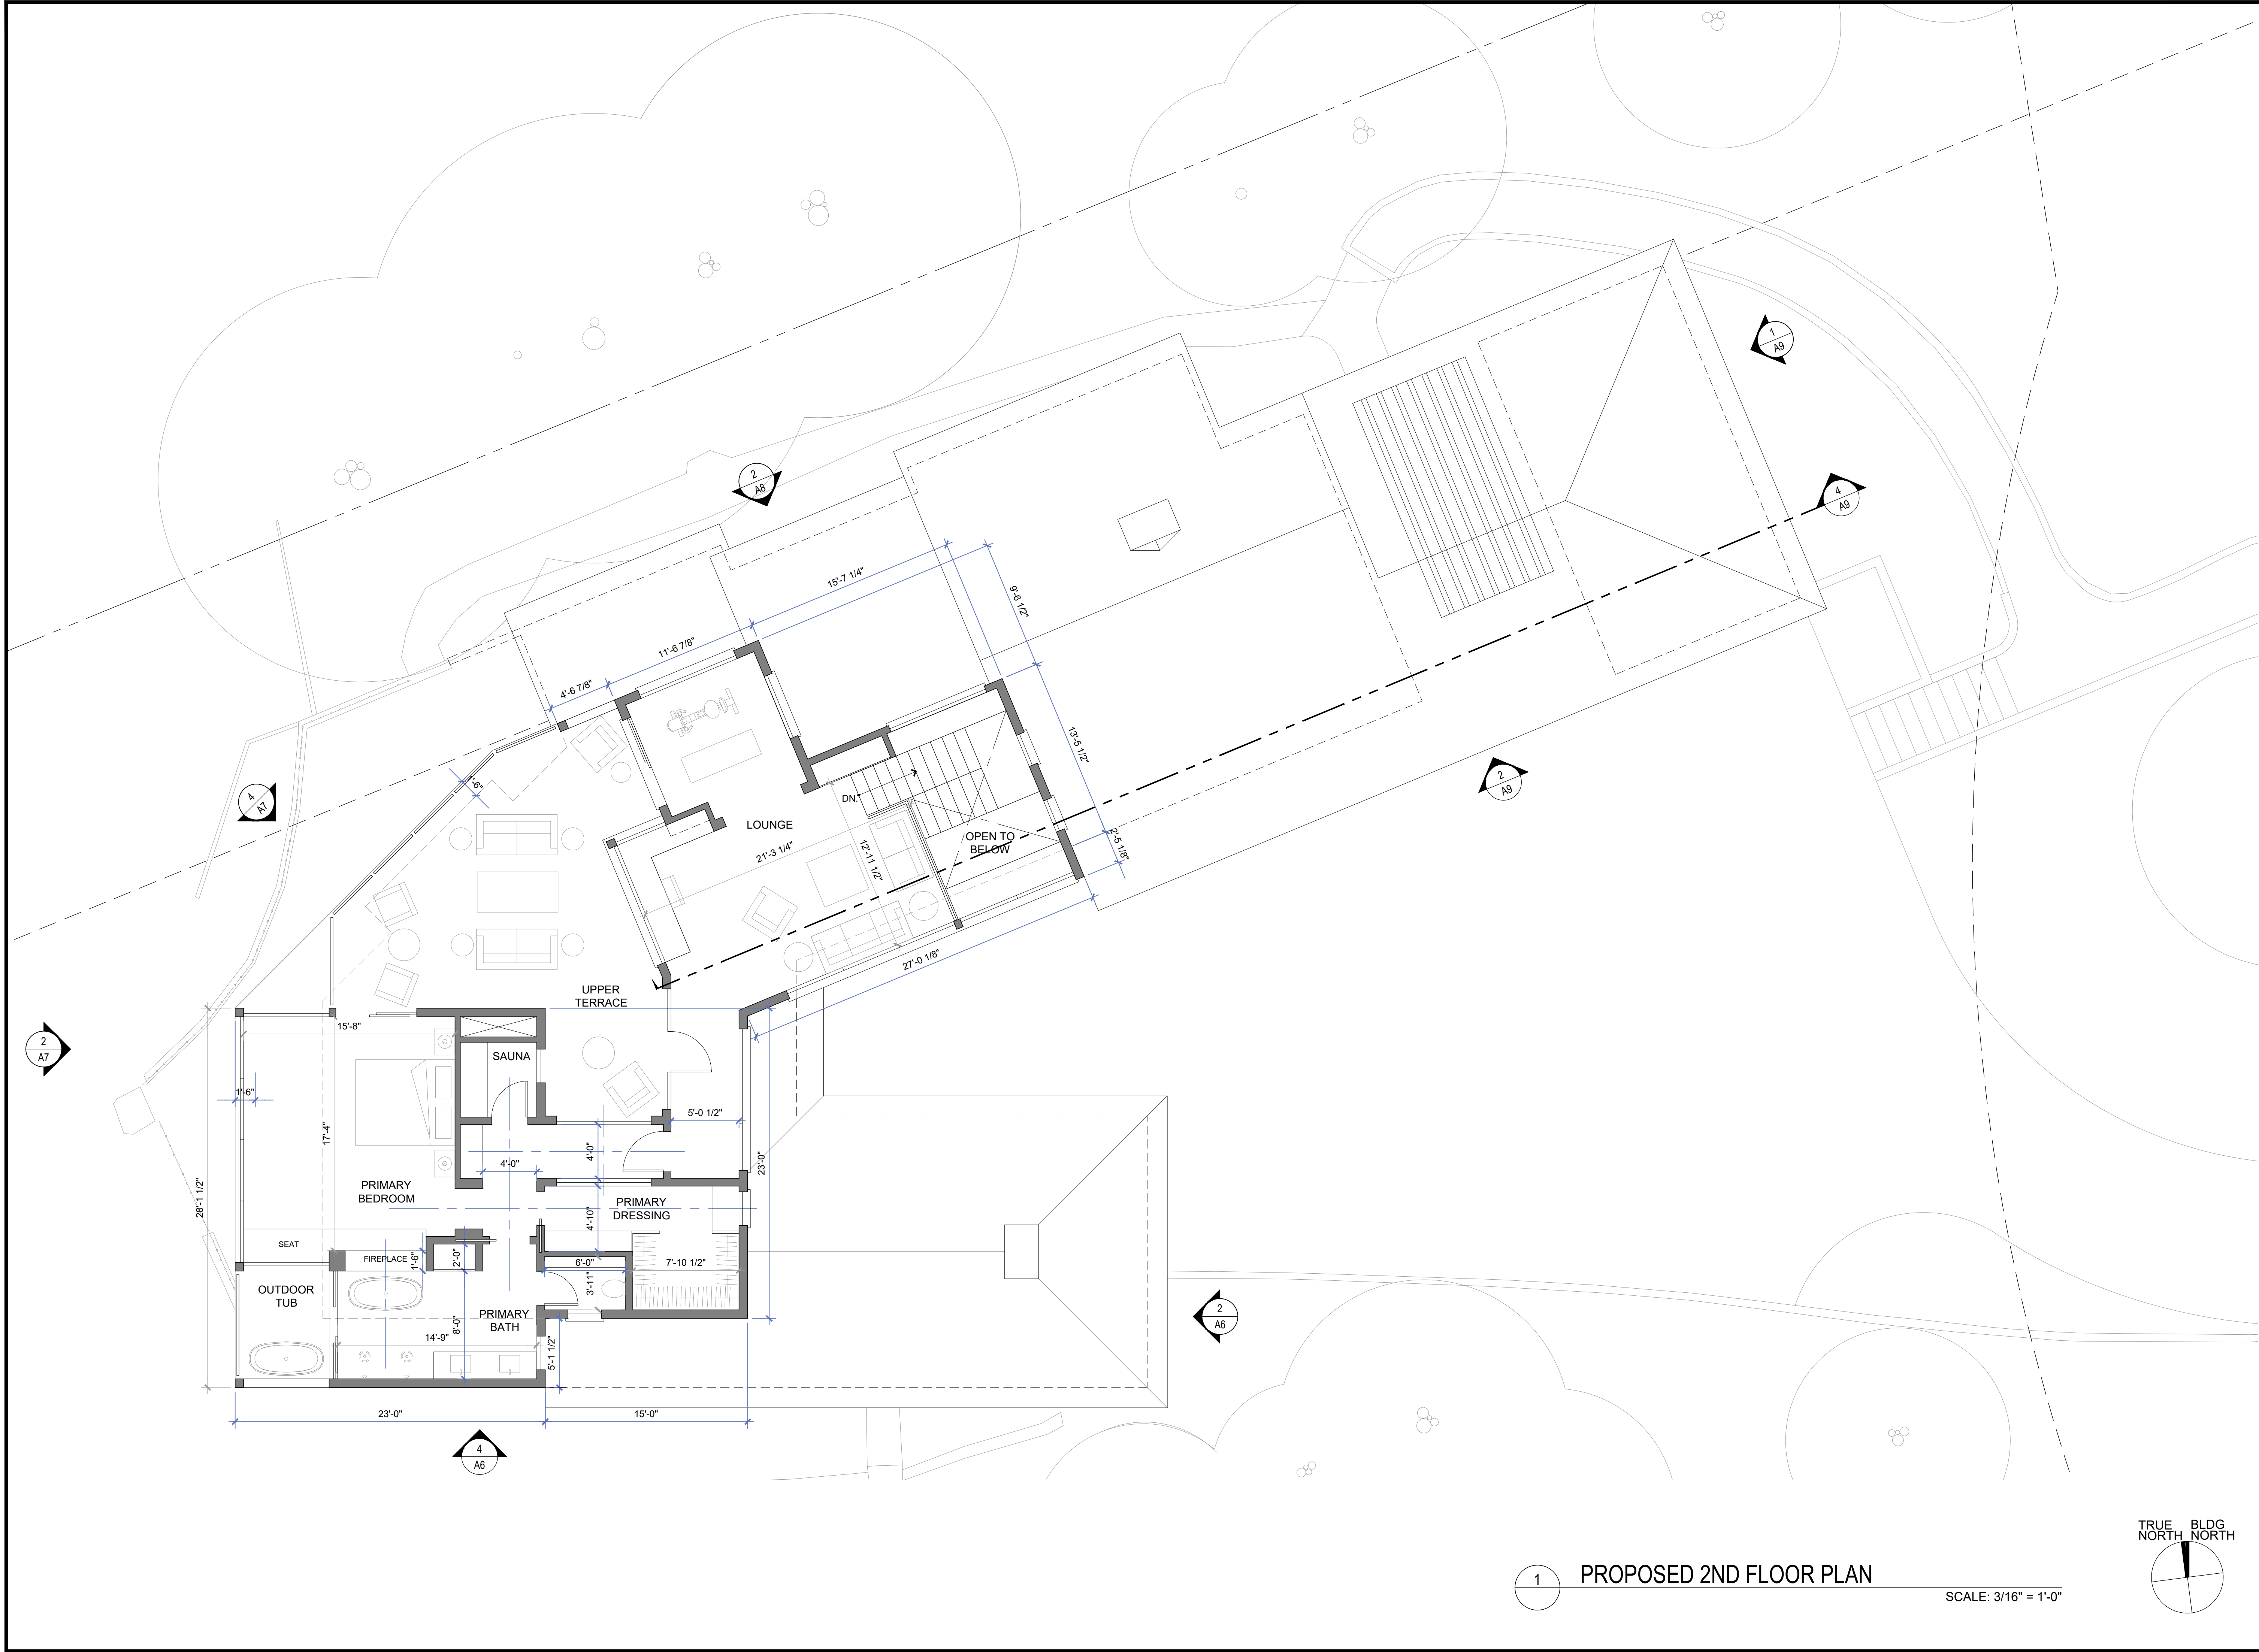 1
A9
2
A8
4
A9
15'-7 1/4"
9'-6 1/2"
11'-6 7/8"
4'-6 7/8"
13'-5 1/2"
2
A9
1'-6"
4
A7
DN.
LOUNGE
OPEN TO
BELOW
2'-5 1/8"
21'-3 1/4"
12'-11 1/2"
27'-0 1/8"
UPPER
TERRACE
15'-8"
2
A7
SAUNA
1'-6"
5'-0 1/2"
17'-4"
4'-0"
4'-0"
23'-0"
28'-1 1/2"
PRIMARY
BEDROOM
PRIMARY
DRESSING
4'-10"
SEAT
FIREPLACE
1'-6"
2'-0"
6'-0"
7'-10 1/2"
3'-11"
OUTDOOR
TUB
PRIMARY
BATH
8'-0"
14'-9"
5'-1 1/2"
2
A6
23'-0"
15'-0"
4
A6
TRUE NORTH
BLDG NORTH
1
PROPOSED 2ND FLOOR PLAN
SCALE: 3/16" = 1'-0"